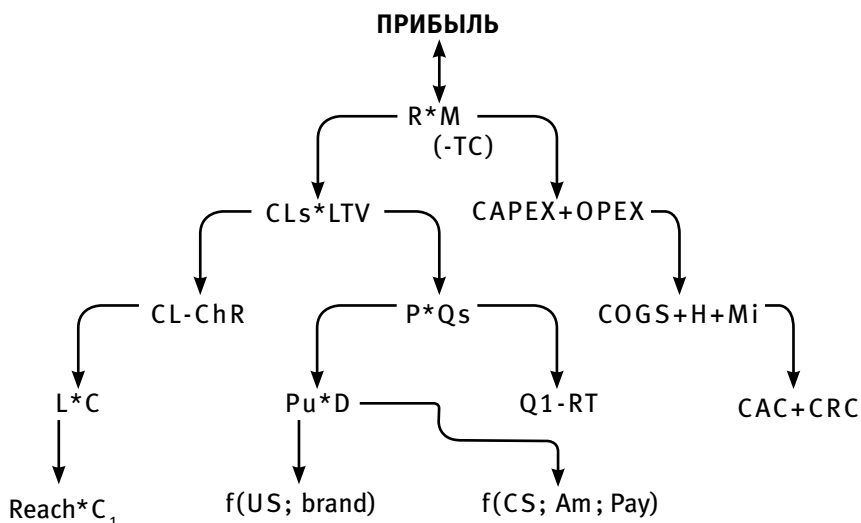 ПРИБЫЛЬ
R*M
(-TC)
CLs*LTV
CAPEX+OPEX
CL-ChR
P*Qs
COGS+H+Mi
L*C
Pu*D
Q1-RT
CAC+CRC
Reach*C₁
f(US; brand)
f(CS; Am; Pay)